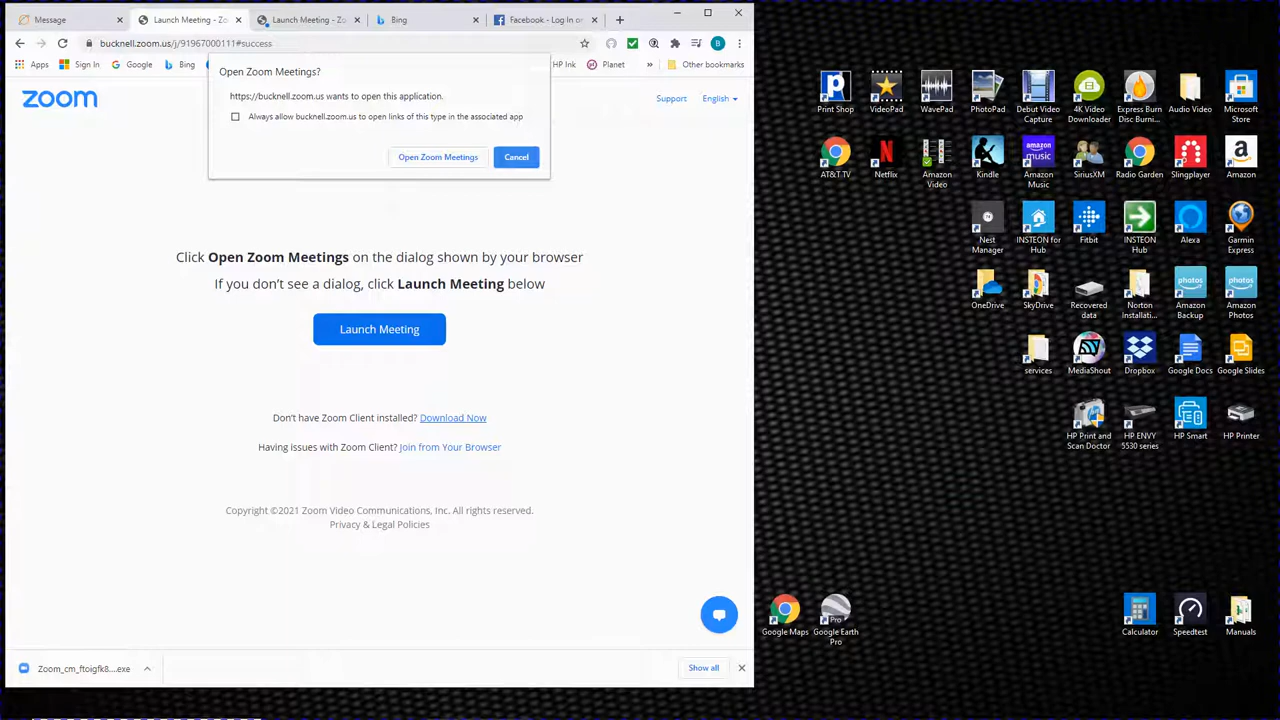 Message
Launch Meeting - Zo
Launch Meeting - Zo
Bing
Facebook - Log In or
bucknell.zoom.us/j/91967000111#success
B
Apps
Sign In
Google
Bing
HP Ink
Planet
»
Other bookmarks
Open Zoom Meetings?
https://bucknell.zoom.us wants to open this application.
Always allow bucknell.zoom.us to open links of this type in the associated app
Open Zoom Meetings
Cancel
zoom
Support
English
Click Open Zoom Meetings on the dialog shown by your browser
If you don't see a dialog, click Launch Meeting below
Launch Meeting
Don't have Zoom Client installed? Download Now
Having issues with Zoom Client? Join from Your Browser
Copyright ©2021 Zoom Video Communications, Inc. All rights reserved.
Privacy & Legal Policies
Zoom_cm_ftoigfk8....exe
Show all
Print Shop
VideoPad
WavePad
PhotoPad
Debut Video
Capture
4K Video
Downloader
Express Burn
Disc Burni...
Audio Video
Microsoft
Store
AT&T TV
Netflix
Amazon
Video
Kindle
amazon
music
Amazon
Music
SiriusXM
Radio Garden
Slingplayer
Amazon
Nest
Manager
INSTEON for
Hub
Fitbit
INSTEON
Hub
Alexa
Garmin
Express
OneDrive
SkyDrive
Recovered
data
Norton
Installati...
photos
Amazon
Backup
photos
Amazon
Photos
services
MediaShout
Dropbox
Google Docs
Google Slides
HP Print and
Scan Doctor
HP ENVY
5530 series
HP Smart
HP Printer
Google Maps
Pro
Google Earth
Pro
Calculator
Speedtest
Manuals